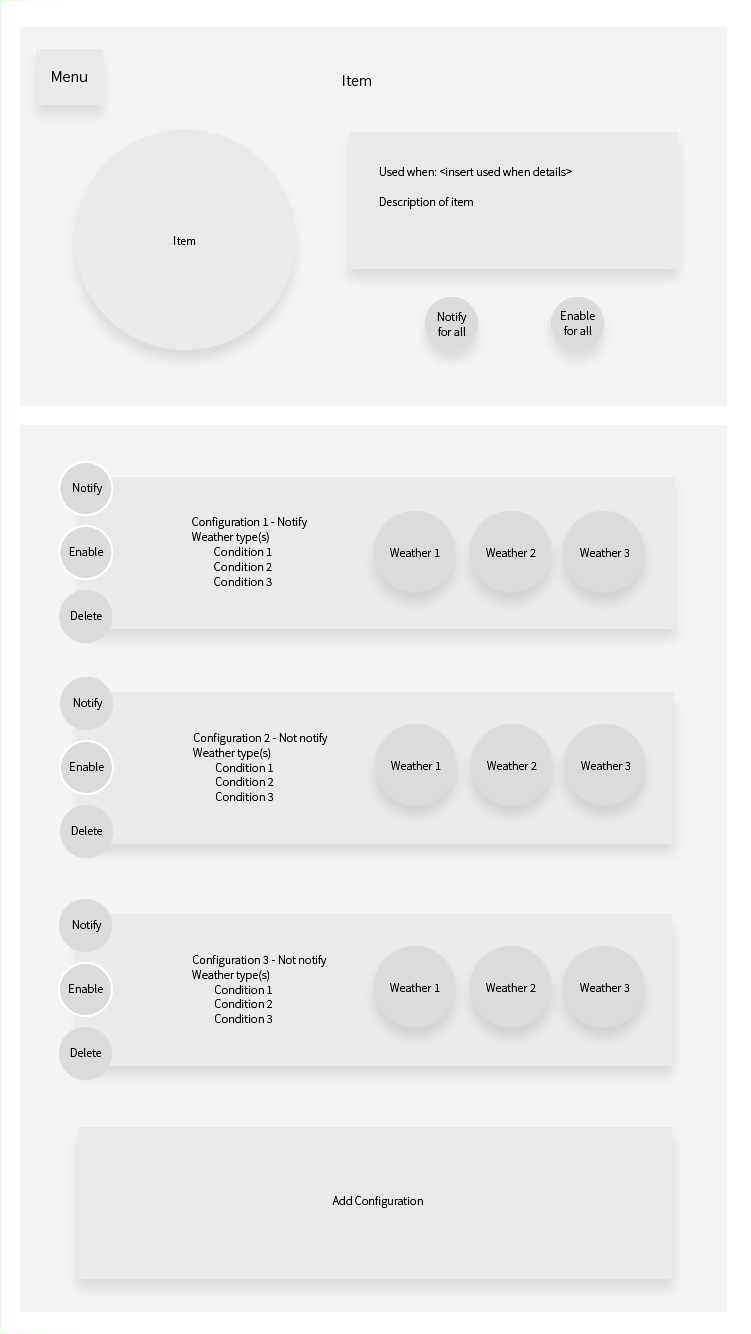 Menu
Item
Item
Used when: <insert used when details>
Description of item
Notify
for all
Enable
for all
Notify
Enable
Delete
Configuration 1 - Notify
Weather type(s)
Condition 1
Condition 2
Condition 3
Weather 1
Weather 2
Weather 3
Notify
Enable
Delete
Configuration 2 - Not notify
Weather type(s)
Condition 1
Condition 2
Condition 3
Weather 1
Weather 2
Weather 3
Notify
Enable
Delete
Configuration 3 - Not notify
Weather type(s)
Condition 1
Condition 2
Condition 3
Weather 1
Weather 2
Weather 3
Add Configuration